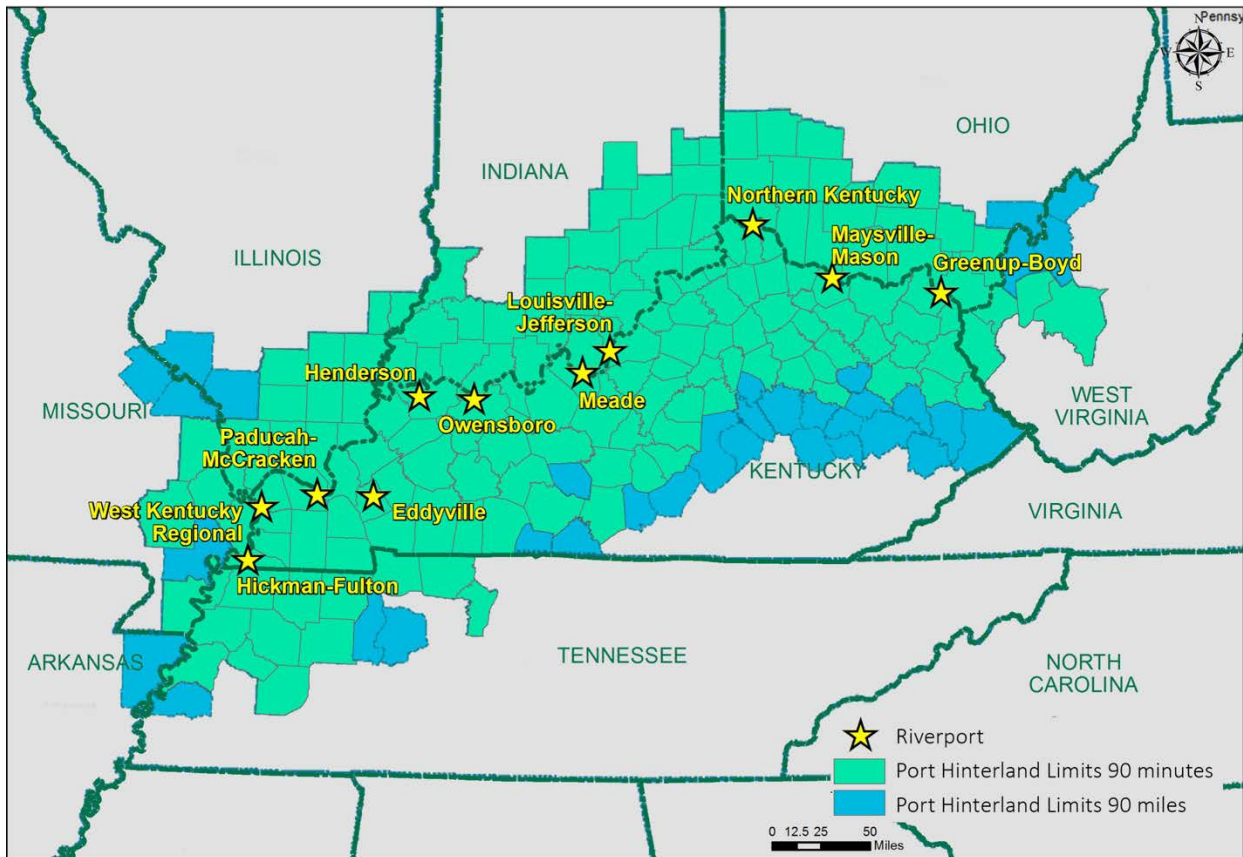 Pennsy
N
W
E
S
OHIO
INDIANA
Northern Kentucky
Maysville-
Mason
Greenup-Boyd
ILLINOIS
Louisville-
Jefferson
Henderson
Meade
Owensboro
MISSOURI
WEST
VIRGINIA
Paducah-
McCracken
KENTUCKY
West Kentucky
Regional
Eddyville
VIRGINIA
Hickman-Fulton
ARKANSAS
TENNESSEE
NORTH
CAROLINA
Riverport
Port Hinterland Limits 90 minutes
Port Hinterland Limits 90 miles
0 12.5 25 50
Miles